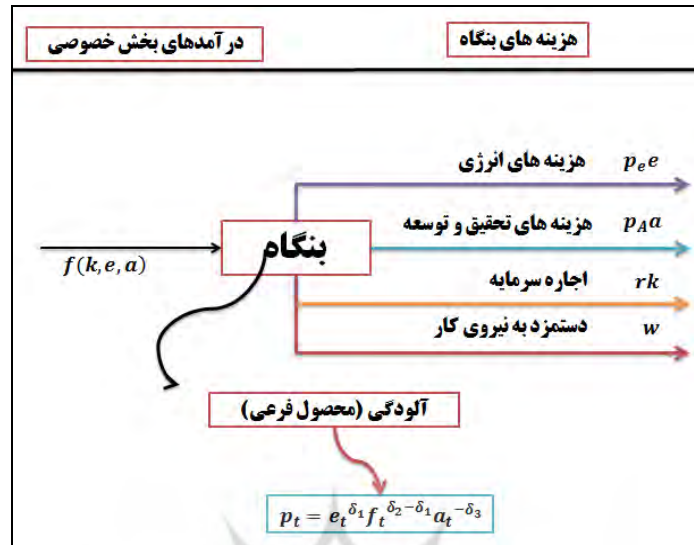 هزینه های بنگاه
درآمدهای بخش خصوصی
هزینه های انرژی p_e e
هزینه های تحقیق و توسعه p_A a
بنگاه
f(k, e, a)
اجاره سرمایه rk
دستمزد به نیروی کار w
آلودگی (محصول فرعی)
p_t = e_t^{δ_1} f_t^{δ_2−δ_1} a_t^{−δ_3}